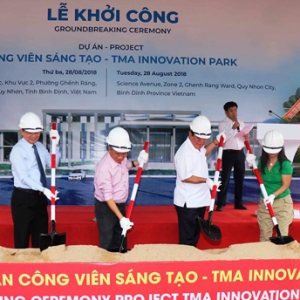 LỄ KHỞI CÔNG
GROUNDBREAKING CEREMONY
DỰ ÁN - PROJECT
NG VIÊN SÁNG TẠO - TMA INNOVATION PARK
Thứ ba, 28/08/2018
Tuesday, 28 August 2018
c, Khu Vực 2, Phường Ghềnh Ráng,
Science Avenue, Zone 2, Ghenh Rang Ward, Quy Nhon City,
Quy Nhơn, Tỉnh Bình Định, Việt Nam
Binh Dinh Province Vietnam
ÁN CÔNG VIÊN SÁNG TẠO - TMA INNOVA
ING CEREMONY PROJECT TMA INNOVATION